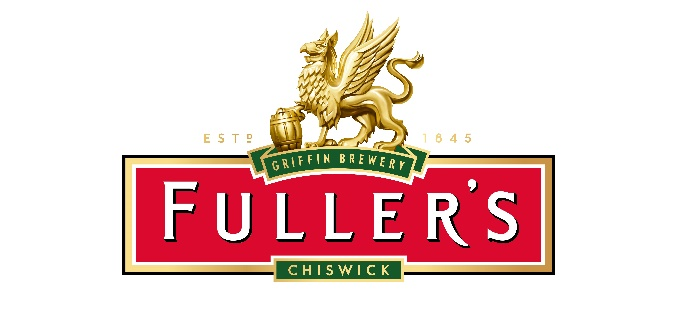 ESTD 1845
GRIFFIN BREWERY
FULLER'S
CHISWICK